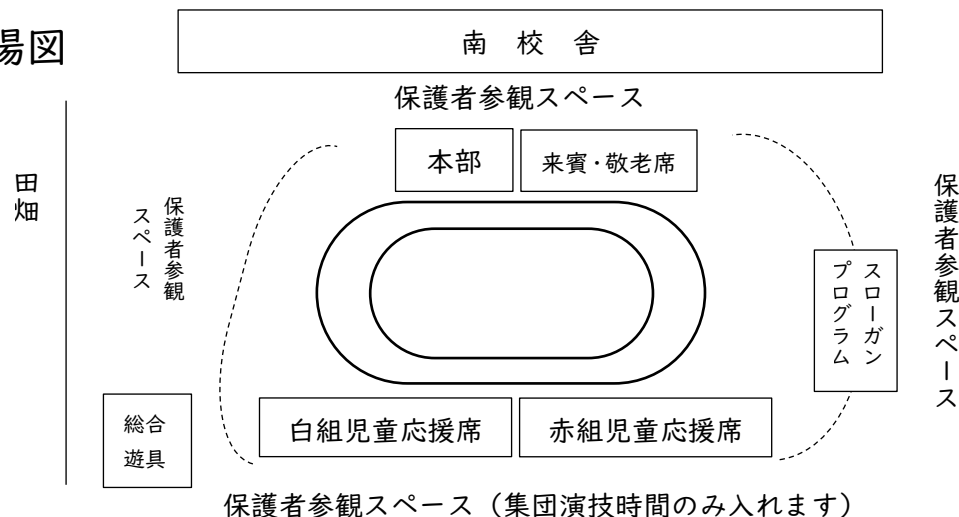 場図
南校舎
保護者参観スペース
本部
来賓・敬老席
田畑
保護者参観
スペース
スローガン
プログラム
保護者参観スペース
白組児童応援席
赤組児童応援席
総合
遊具
保護者参観スペース（集団演技時間のみ入れます）